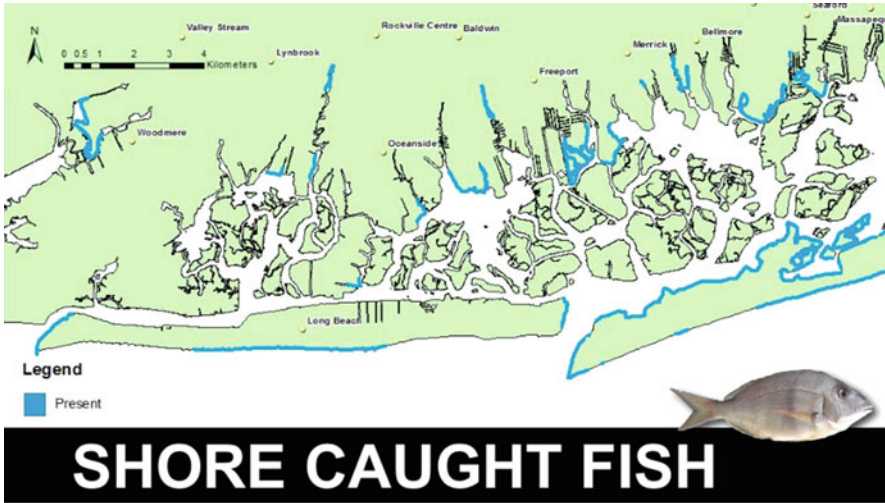 Seaford
Massapequ
Valley Stream
Rockville Centre
Baldwin
Bellmore
N
Merrick
Lynbrook
0 0.5 1 2 3 4
Kilometers
Freeport
Woodmere
Oceanside
Long Beach
Legend
Present
SHORE CAUGHT FISH